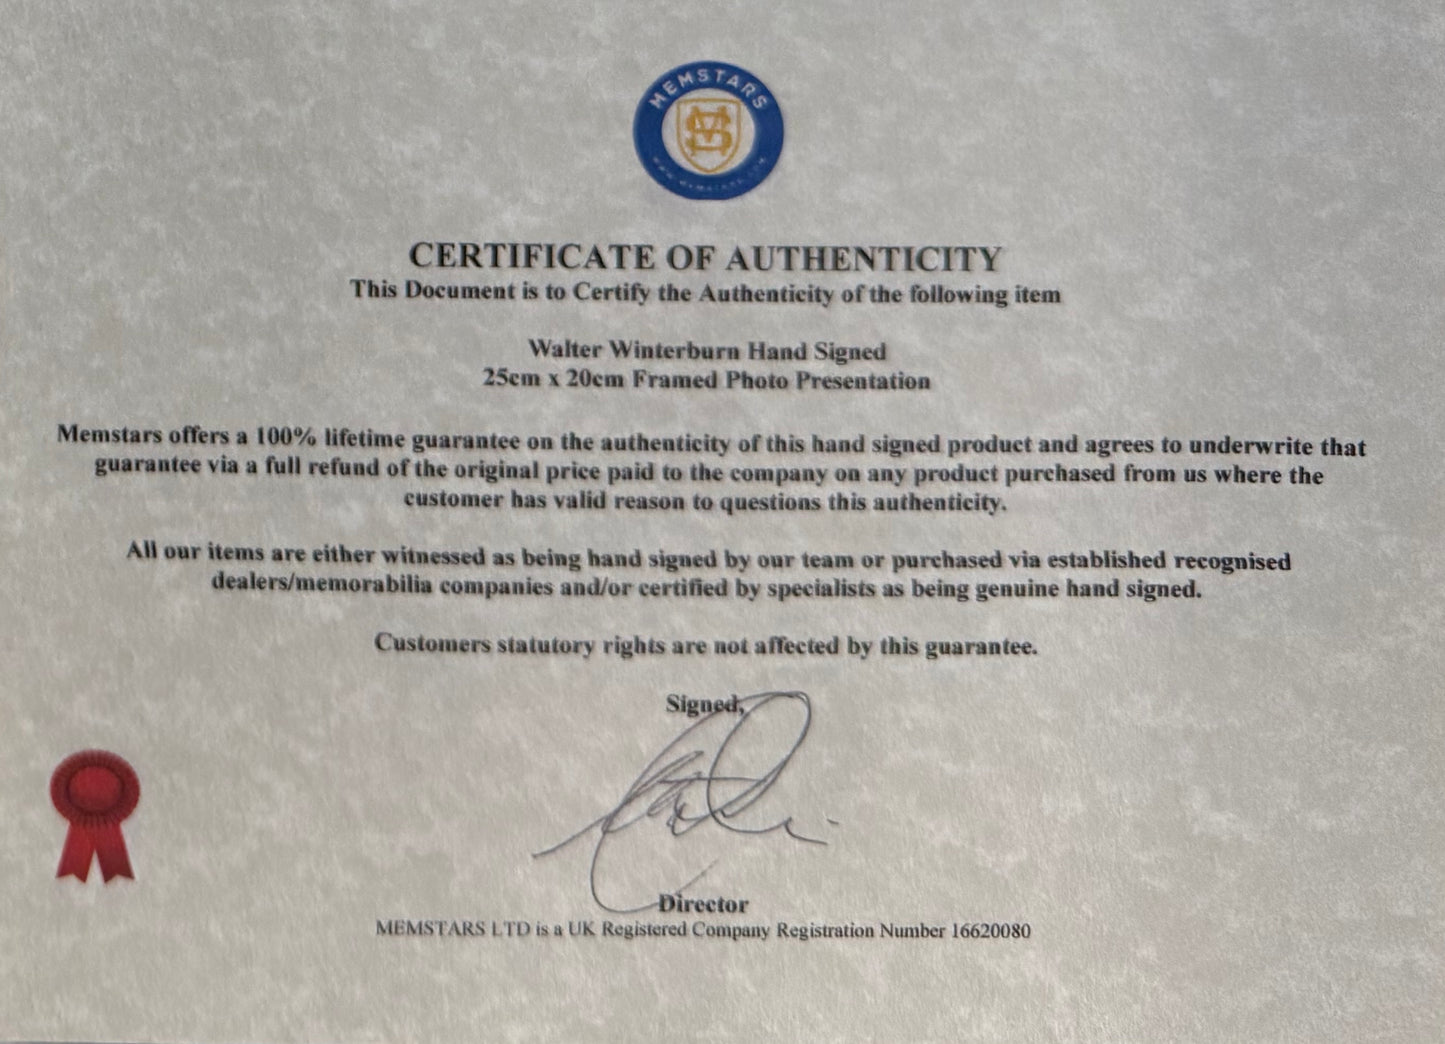 MEMSTARS
MS
CERTIFICATE OF AUTHENTICITY
This Document is to Certify the Authenticity of the following item
Walter Winterburn Hand Signed
25cm x 20cm Framed Photo Presentation
Memstars offers a 100% lifetime guarantee on the authenticity of this hand signed product and agrees to underwrite that
guarantee via a full refund of the original price paid to the company on any product purchased from us where the
customer has valid reason to questions this authenticity.
All our items are either witnessed as being hand signed by our team or purchased via established recognised
dealers/memorabilia companies and/or certified by specialists as being genuine hand signed.
Customers statutory rights are not affected by this guarantee.
Signed,
Director
MEMSTARS LTD is a UK Registered Company Registration Number 16620080